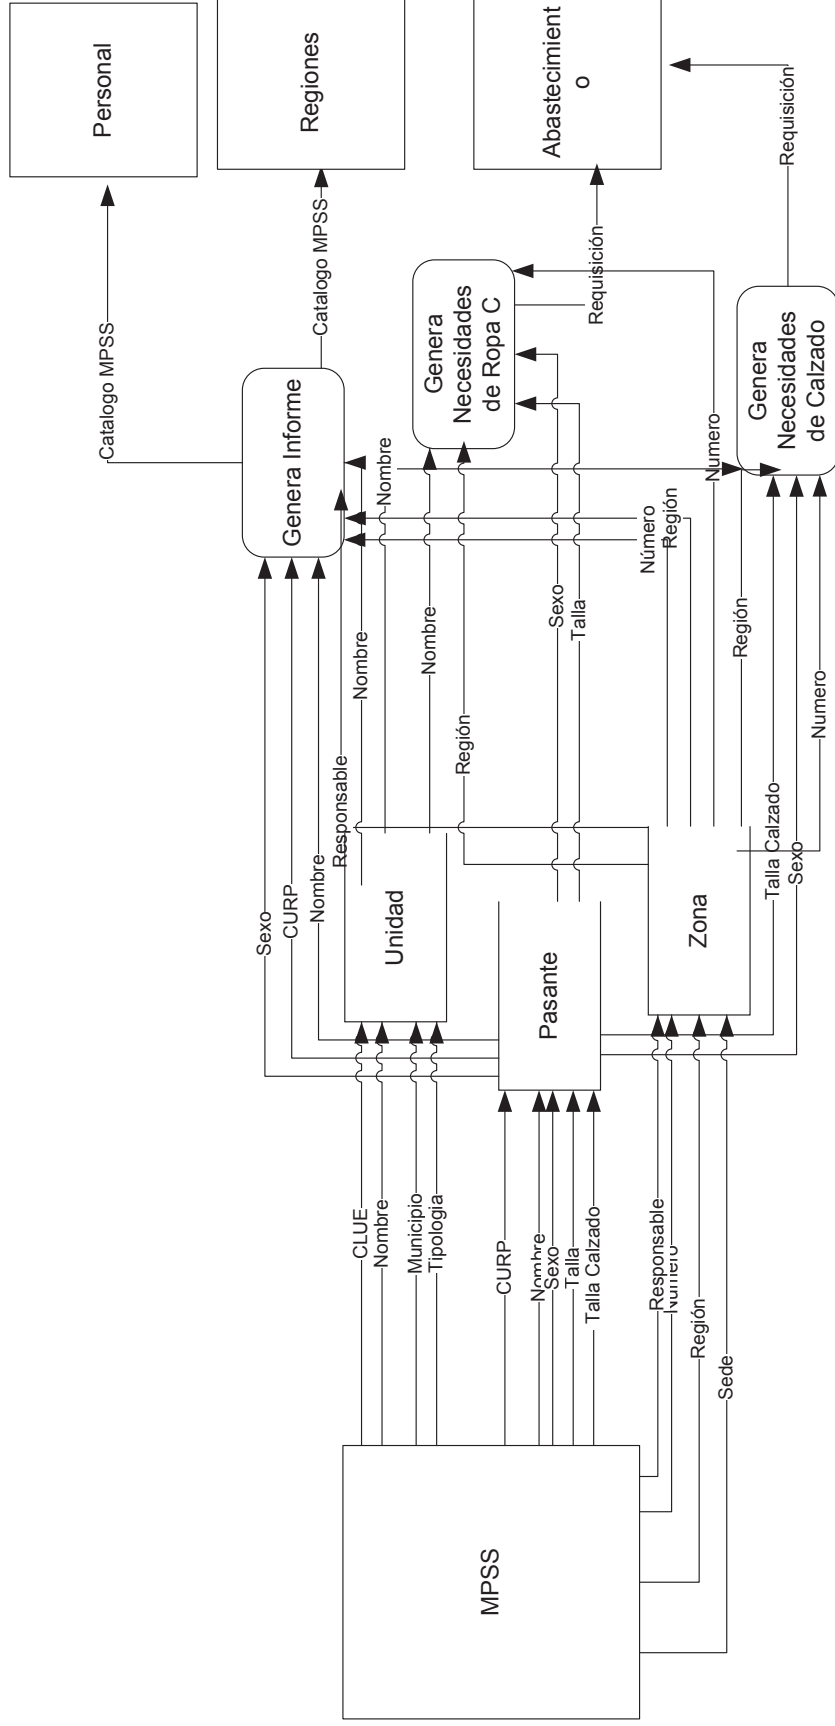 MPSS
CLUE
Nombre
Municipio
Tipologia
CURP
Nombre
Sexo
Talla
Talla Calzado
Responsable
Numero
Región
Sede
Unidad
Pasante
Zona
Sexo
CURP
Nombre
Responsable
Nombre
Nombre
Nombre
Región
Sexo
Talla
Número
Región
Numero
Región
Talla Calzado
Sexo
Numero
Genera Informe
Genera
Necesidades
de Ropa C
Genera
Necesidades
de Calzado
Catalogo MPSS
Catalogo MPSS
Requisición
Requisición
Personal
Regiones
Abastecimient
o